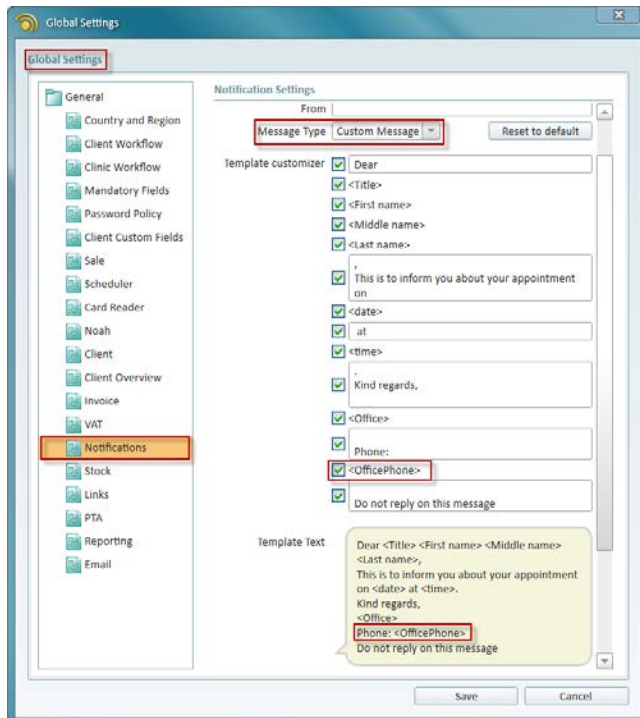 Global Settings
Global Settings
General
Country and Region
Client Workflow
Clinic Workflow
Mandatory Fields
Password Policy
Client Custom Fields
Sale
Scheduler
Card Reader
Noah
Client
Client Overview
Invoice
VAT
Notifications
Stock
Links
PTA
Reporting
Email
Notification Settings
From
Message Type Custom Message Reset to default
Template customizer Dear
<Title>
<First name>
<Middle name>
<Last name>
,
This is to inform you about your appointment
on
<date>
at
<time>
.
Kind regards,
<Office>
Phone:
<OfficePhone>
Do not reply on this message
Template Text
Dear <Title> <First name> <Middle name>
<Last name>,
This is to inform you about your appointment
on <date> at <time>.
Kind regards,
<Office>
Phone: <OfficePhone>
Do not reply on this message
Save Cancel